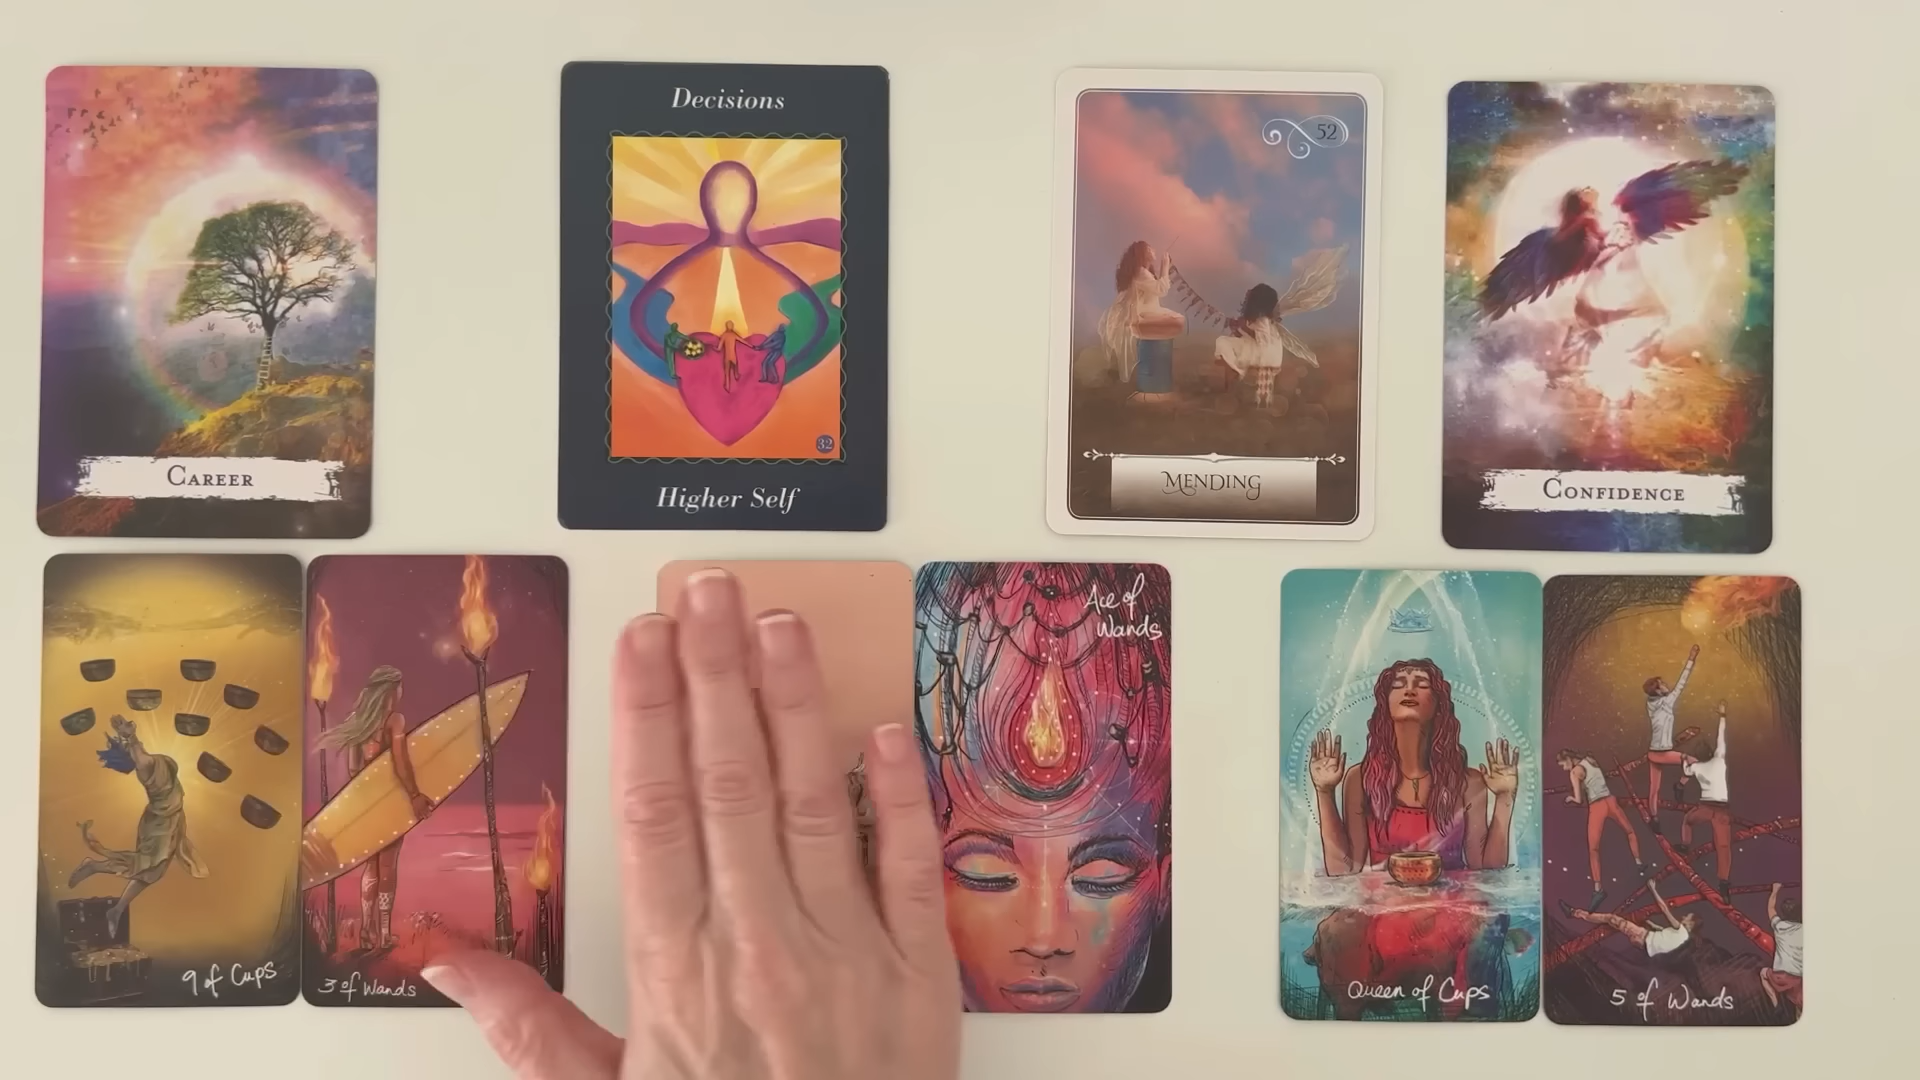 Career
Decisions
32
Higher Self
52
Mending
Confidence
9 of Cups
3 of Wands
Ace of
Wands
Queen of Cups
5 of Wands